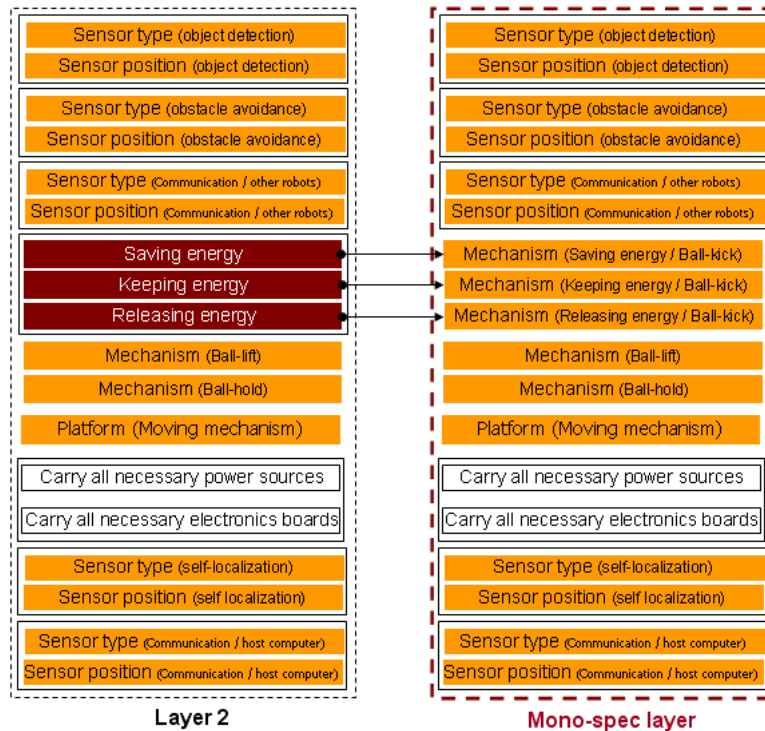 Sensor type (object detection)
Sensor position (object detection)
Sensor type (obstacle avoidance)
Sensor position (obstacle avoidance)
Sensor type (Communication / other robots)
Sensor position (Communication / other robots)
Saving energy
Keeping energy
Releasing energy
Mechanism (Ball-lift)
Mechanism (Ball-hold)
Platform (Moving mechanism)
Carry all necessary power sources
Carry all necessary electronics boards
Sensor type (self-localization)
Sensor position (self localization)
Sensor type (Communication / host computer)
Sensor position (Communication / host computer)
Layer 2
Sensor type (object detection)
Sensor position (object detection)
Sensor type (obstacle avoidance)
Sensor position (obstacle avoidance)
Sensor type (Communication / other robots)
Sensor position (Communication / other robots)
Mechanism (Saving energy / Ball-kick)
Mechanism (Keeping energy / Ball-kick)
Mechanism (Releasing energy / Ball-kick)
Mechanism (Ball-lift)
Mechanism (Ball-hold)
Platform (Moving mechanism)
Carry all necessary power sources
Carry all necessary electronics boards
Sensor type (self-localization)
Sensor position (self localization)
Sensor type (Communication / host computer)
Sensor position (Communication / host computer)
Mono-spec layer